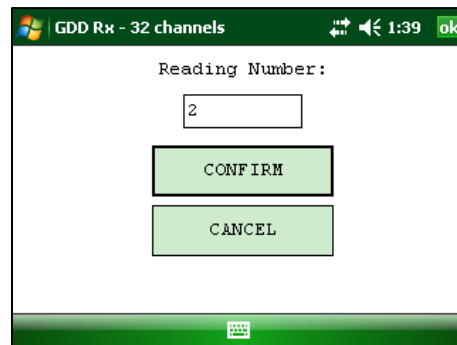 GDD Rx - 32 channels 1:39 ok
Reading Number:
2
CONFIRM
CANCEL